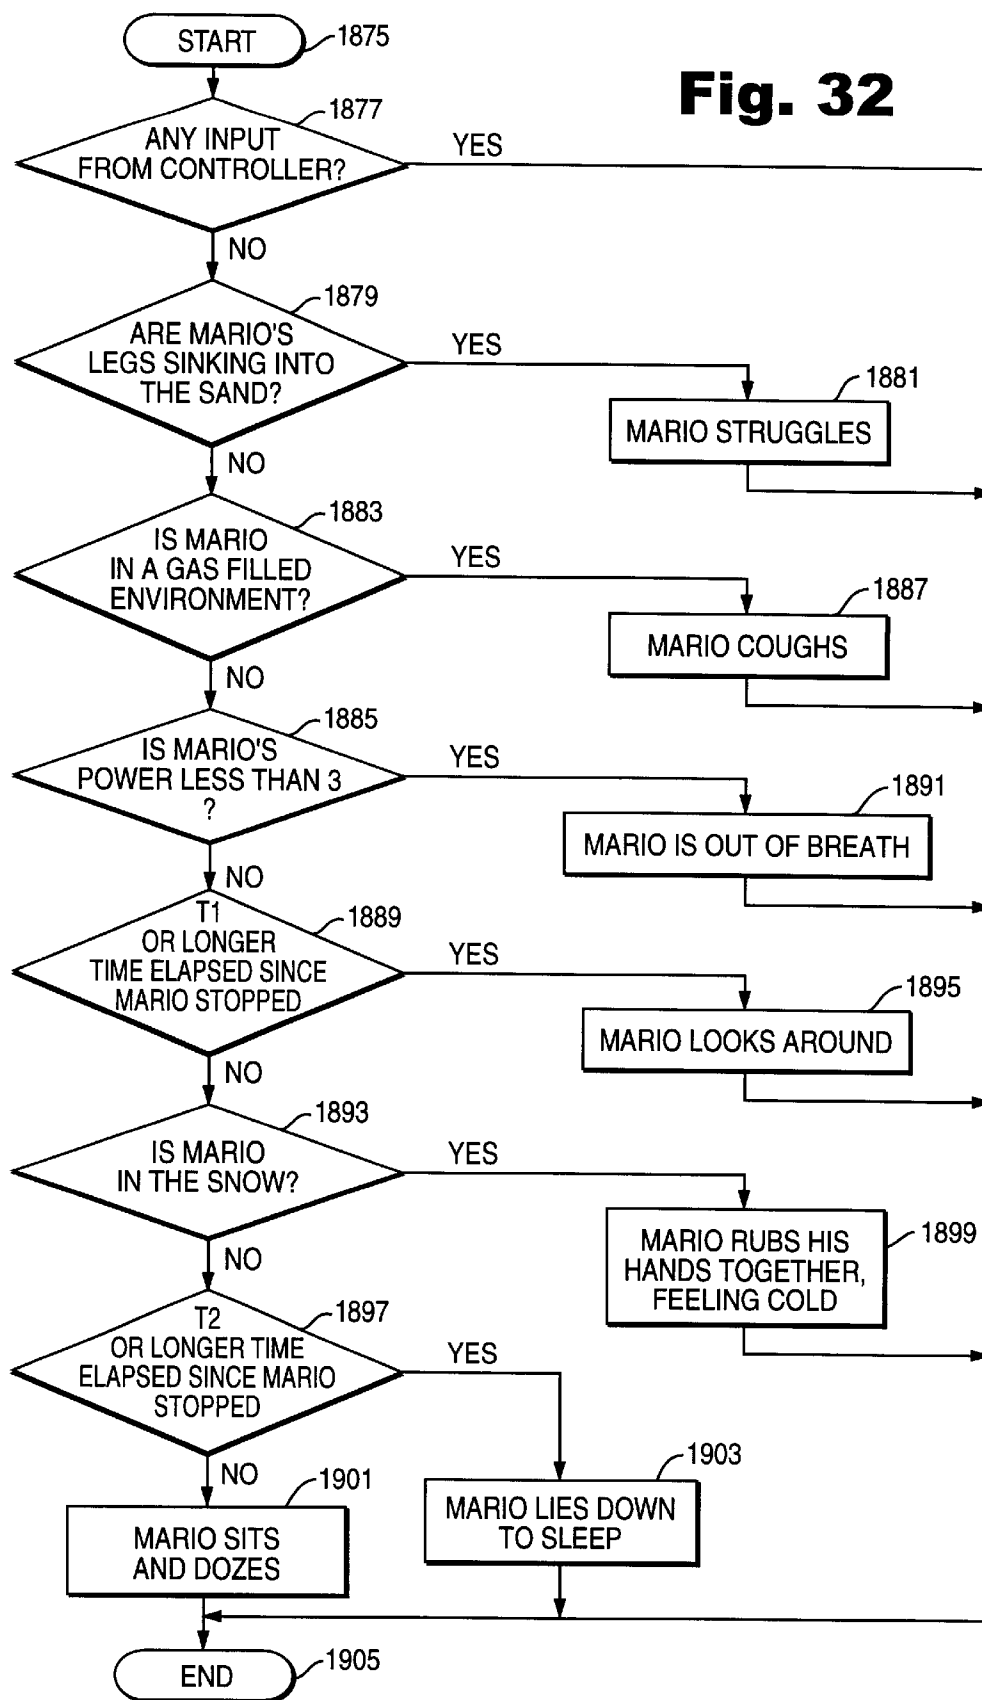 START
1875
Fig. 32
1877
ANY INPUT
FROM CONTROLLER?
YES
NO
1879
ARE MARIO'S
LEGS SINKING INTO
THE SAND?
YES
1881
MARIO STRUGGLES
NO
1883
IS MARIO
IN A GAS FILLED
ENVIRONMENT?
YES
1887
MARIO COUGHS
NO
1885
IS MARIO'S
POWER LESS THAN 3
?
YES
1891
MARIO IS OUT OF BREATH
NO
1889
T1
OR LONGER
TIME ELAPSED SINCE
MARIO STOPPED
YES
1895
MARIO LOOKS AROUND
NO
1893
IS MARIO
IN THE SNOW?
YES
1899
MARIO RUBS HIS
HANDS TOGETHER,
FEELING COLD
NO
1897
T2
OR LONGER TIME
ELAPSED SINCE MARIO
STOPPED
YES
1903
MARIO LIES DOWN
TO SLEEP
NO
1901
MARIO SITS
AND DOZES
END
1905